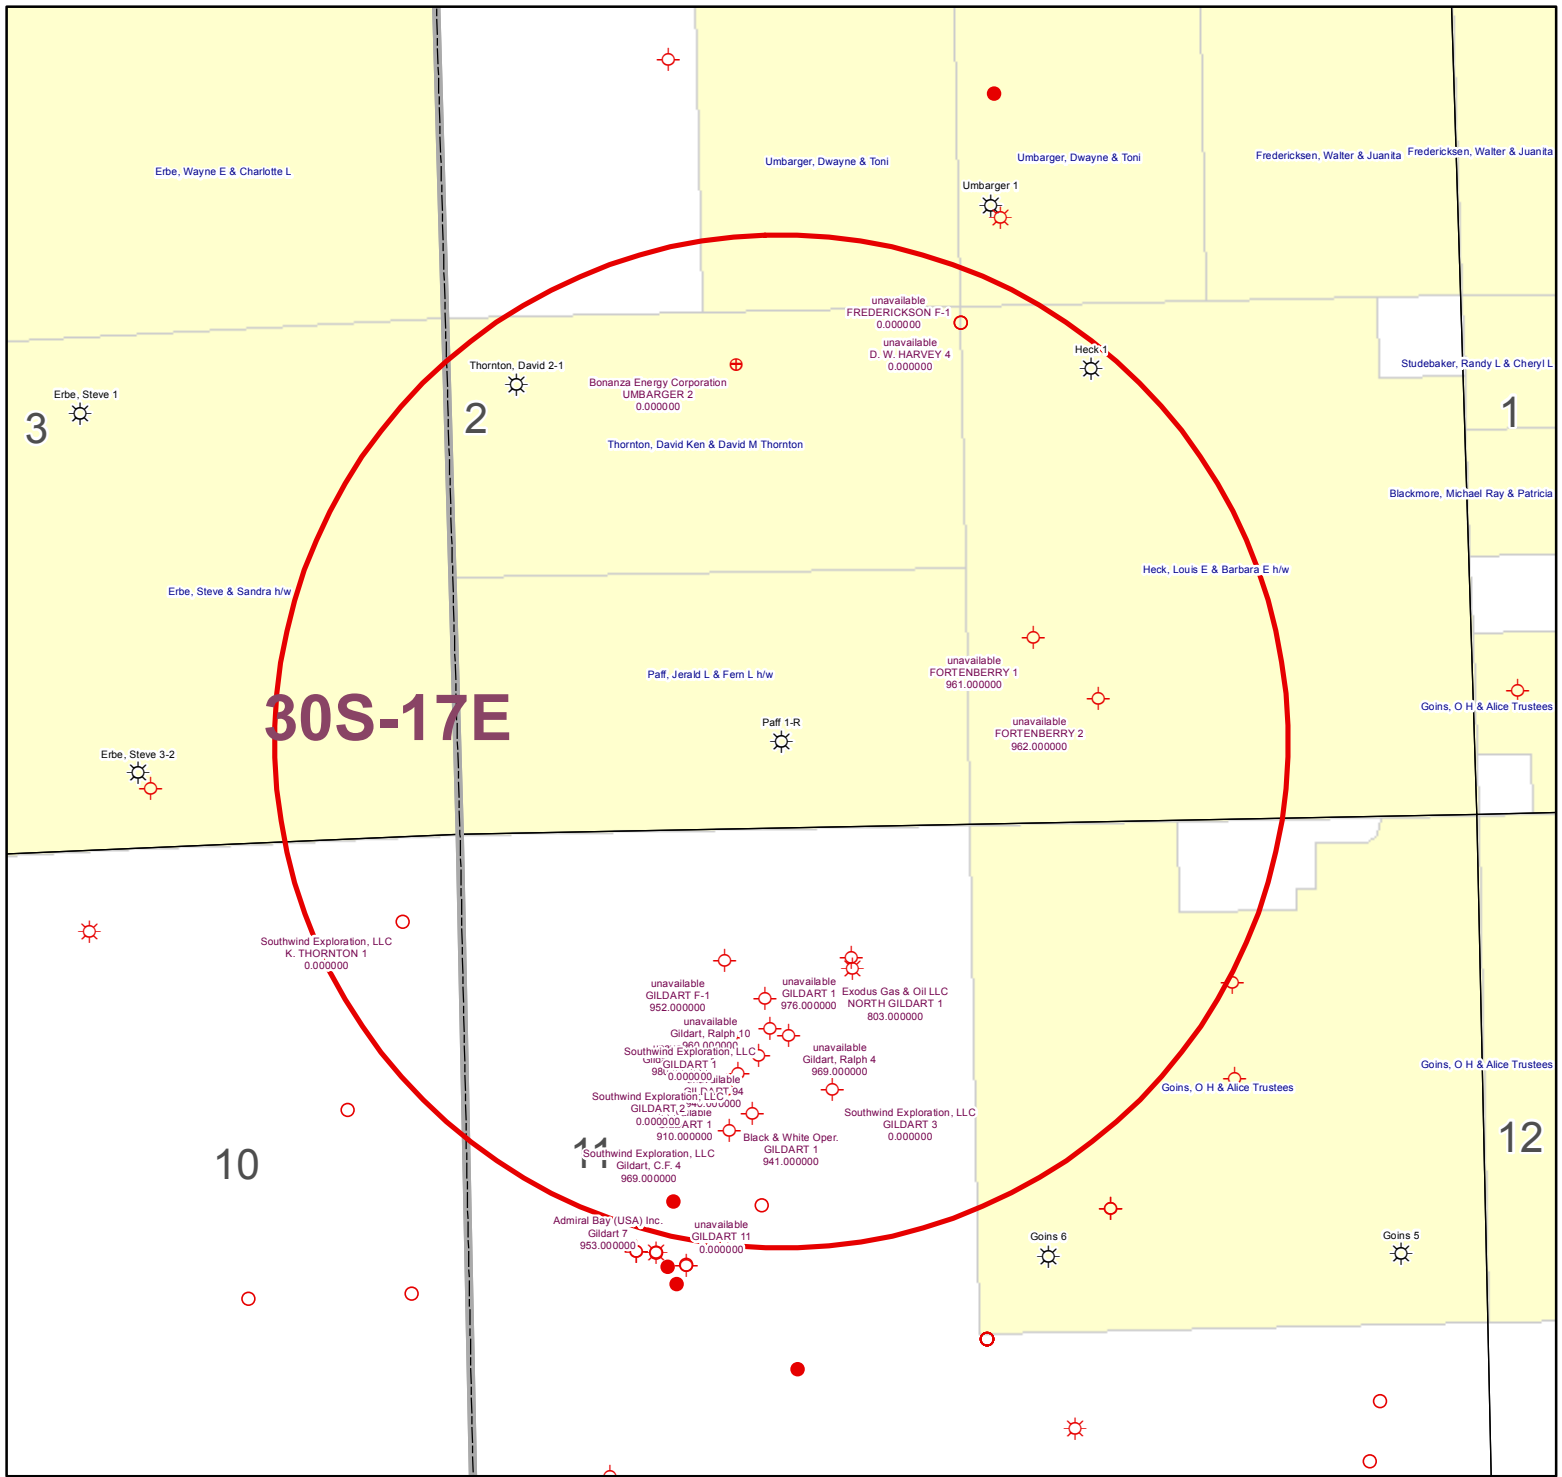 Erbe, Wayne E & Charlotte L
Umbarger, Dwayne & Toni
Umbarger, Dwayne & Toni
Fredericksen, Walter & Juanita
Fredericksen, Walter & Juanita
Umbarger 1
unavailable
FREDERICKSON F-1
0.000000
unavailable
D. W. HARVEY 4
0.000000
Heck 1
Studebaker, Randy L & Cheryl L
Thornton, David 2-1
Bonanza Energy Corporation
UMBARGER 2
0.000000
Erbe, Steve 1
3
2
1
Thornton, David Ken & David M Thornton
Blackmore, Michael Ray & Patricia
Heck, Louis E & Barbara E h/w
Erbe, Steve & Sandra h/w
Paff, Jerald L & Fern L h/w
unavailable
FORTENBERRY 1
961.000000
Goins, O H & Alice Trustees
30S-17E
Paff 1-R
unavailable
FORTENBERRY 2
962.000000
Erbe, Steve 3-2
Southwind Exploration, LLC
K. THORNTON 1
0.000000
unavailable
GILDART F-1
952.000000
unavailable
GILDART 1
976.000000
Exodus Gas & Oil LLC
NORTH GILDART 1
803.000000
unavailable
Gildart, Ralph 10
960.000000
Southwind Exploration, LLC
GILDART 1
0.000000
unavailable
Gildart, Ralph 4
969.000000
Goins, O H & Alice Trustees
Goins, O H & Alice Trustees
Southwind Exploration, LLC
GILDART 2
0.000000
910.000000
Southwind Exploration, LLC
GILDART 3
0.000000
Black & White Oper.
GILDART 1
941.000000
10
11
12
Southwind Exploration, LLC
Gildart, C.F. 4
969.000000
Admiral Bay (USA) Inc.
Gildart 7
953.000000
unavailable
GILDART 11
0.000000
Goins 6
Goins 5